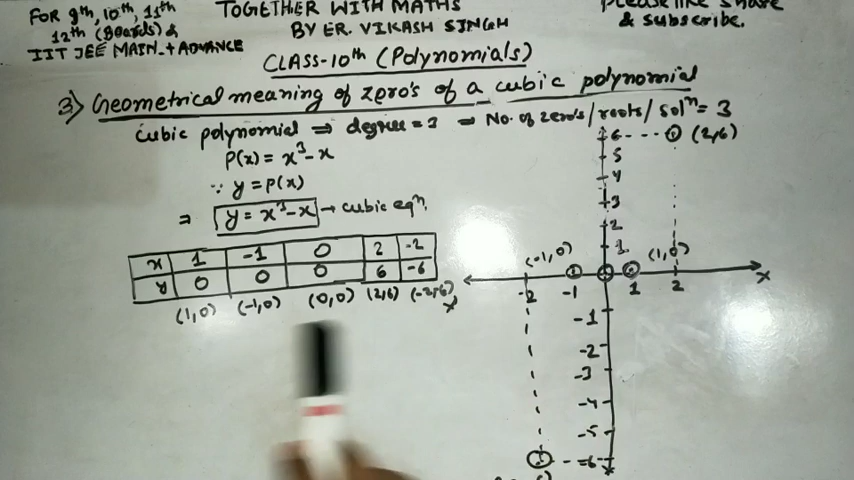 FOR 9th, 10th, 11th
12th (Boards) &
IIT JEE MAIN + ADVANCE
TOGETHER WITH MATHS
BY ER. VIKASH SINGH
Please like share
& subscribe.
CLASS-10th (Polynomials)
3) Geometrical meaning of zero's of a cubic polynomial
cubic polynomial ⇒ degree = 3 ⇒ No. of zero's/roots/solⁿ = 3
P(x) = x³-x
∵ y = P(x)
⇒ y = x³-x → cubic eqⁿ.
x 1 -1 0 2 -2
y 0 0 0 6 -6
(1,0) (-1,0) (0,0) (2,6) (-2,-6)
6 (2,6)
5
4
3
2
1
(-1,0) (1,0)
x' -2 -1 1 2 x
-1
-2
-3
-4
-5
-6